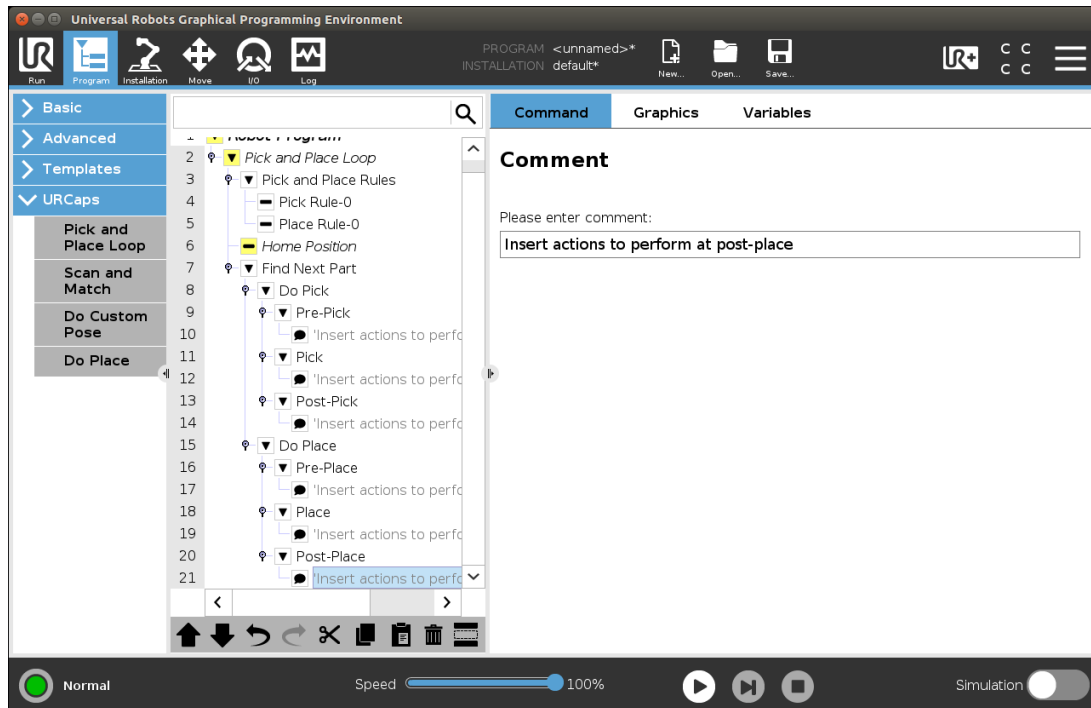 Universal Robots Graphical Programming Environment
PROGRAM <unnamed>*
INSTALLATION default*
Run
Program
Installation
Move
I/O
Log
New...
Open...
Save...
UR+
C C
C C
Basic
Advanced
Templates
URCaps
Pick and
Place Loop
Scan and
Match
Do Custom
Pose
Do Place
1 Robot Program
2 Pick and Place Loop
3 Pick and Place Rules
4 Pick Rule-0
5 Place Rule-0
6 Home Position
7 Find Next Part
8 Do Pick
9 Pre-Pick
10 'Insert actions to perfo
11 Pick
12 'Insert actions to perfo
13 Post-Pick
14 'Insert actions to perfo
15 Do Place
16 Pre-Place
17 'Insert actions to perfo
18 Place
19 'Insert actions to perfo
20 Post-Place
21 'Insert actions to perfo
Command Graphics Variables
Comment
Please enter comment:
Insert actions to perform at post-place
Normal
Speed 100%
Simulation